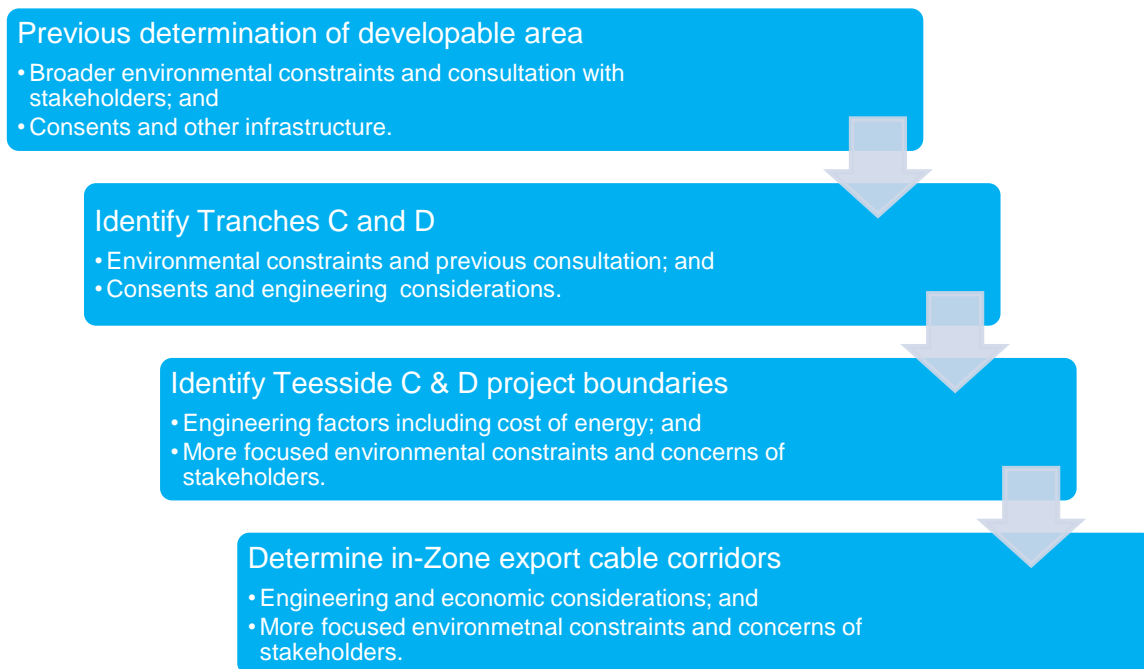 Previous determination of developable area
• Broader environmental constraints and consultation with
stakeholders; and
• Consents and other infrastructure.
Identify Tranches C and D
• Environmental constraints and previous consultation; and
• Consents and engineering  considerations.
Identify Teesside C & D project boundaries
• Engineering factors including cost of energy; and
• More focused environmental constraints and concerns of
stakeholders.
Determine in-Zone export cable corridors
• Engineering and economic considerations; and
• More focused environmetnal constraints and concerns of
stakeholders.